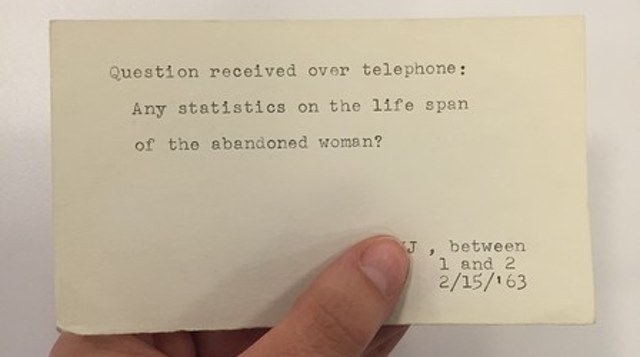 Question received over telephone:
Any statistics on the life span
of the abandoned woman?
J , between
1 and 2
2/15/'63